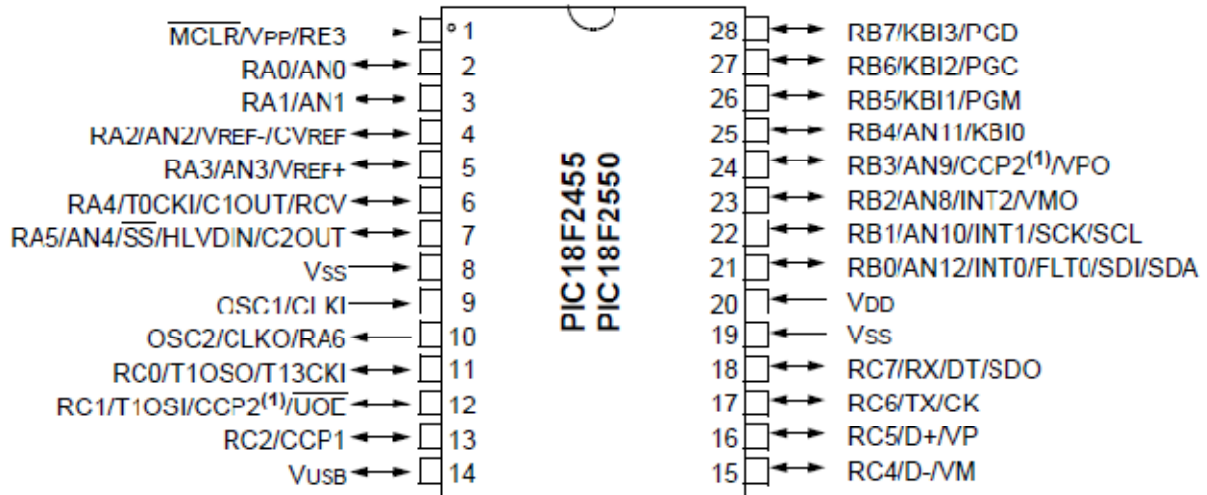 MCLR/VPP/RE3
RA0/AN0
RA1/AN1
RA2/AN2/VREF-/CVREF
RA3/AN3/VREF+
RA4/T0CKI/C1OUT/RCV
RA5/AN4/SS/HLVDIN/C2OUT
VSS
OSC1/CLKI
OSC2/CLKO/RA6
RC0/T1OSO/T13CKI
RC1/T1OSI/CCP2(1)/UOE
RC2/CCP1
VUSB
1
2
3
4
5
6
7
8
9
10
11
12
13
14
PIC18F2455
PIC18F2550
28
27
26
25
24
23
22
21
20
19
18
17
16
15
RB7/KBI3/PGD
RB6/KBI2/PGC
RB5/KBI1/PGM
RB4/AN11/KBI0
RB3/AN9/CCP2(1)/VPO
RB2/AN8/INT2/VMO
RB1/AN10/INT1/SCK/SCL
RB0/AN12/INT0/FLT0/SDI/SDA
VDD
VSS
RC7/RX/DT/SDO
RC6/TX/CK
RC5/D+/VP
RC4/D-/VM